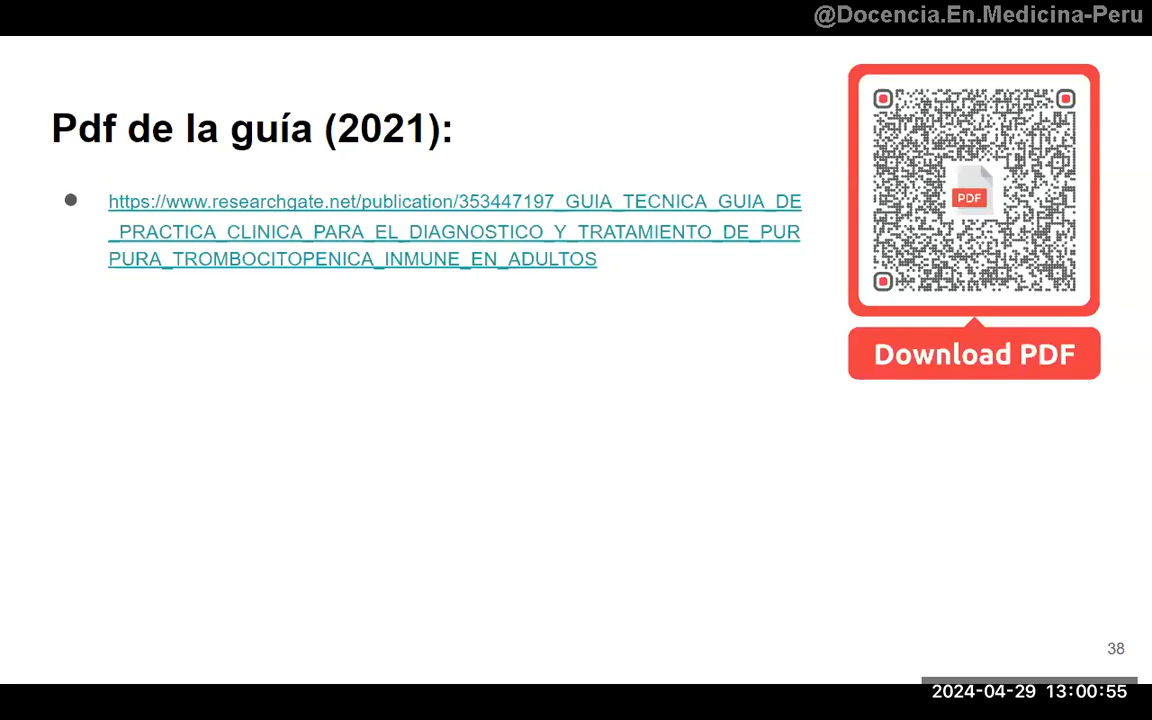 @Docencia.En.Medicina-Peru
Pdf de la guía (2021):
https://www.researchgate.net/publication/353447197_GUIA_TECNICA_GUIA_DE
_PRACTICA_CLINICA_PARA_EL_DIAGNOSTICO_Y_TRATAMIENTO_DE_PUR
PURA_TROMBOCITOPENICA_INMUNE_EN_ADULTOS
PDF
Download PDF
38
2024-04-29 13:00:55